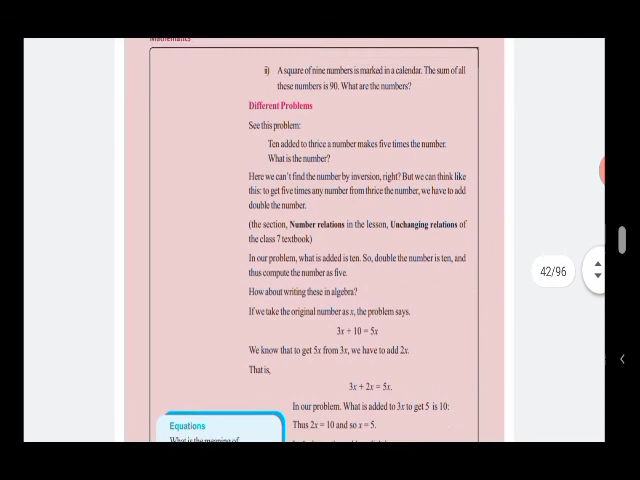 Mathematics
ii) A square of nine numbers is marked in a calendar. The sum of all
these numbers is 90. What are the numbers?
Different Problems
See this problem:
Ten added to thrice a number makes five times the number.
What is the number?
Here we can't find the number by inversion, right? But we can think like
this: to get five times any number from thrice the number, we have to add
double the number.
(the section, Number relations in the lesson, Unchanging relations of
the class 7 textbook)
In our problem, what is added is ten. So, double the number is ten, and
thus compute the number as five.
How about writing these in algebra?
If we take the original number as x, the problem says.
3x + 10 = 5x
We know that to get 5x from 3x, we have to add 2x.
That is,
3x + 2x = 5x.
In our problem. What is added to 3x to get 5 is 10:
Thus 2x = 10 and so x = 5.
Equations
What is the meaning of
42/96